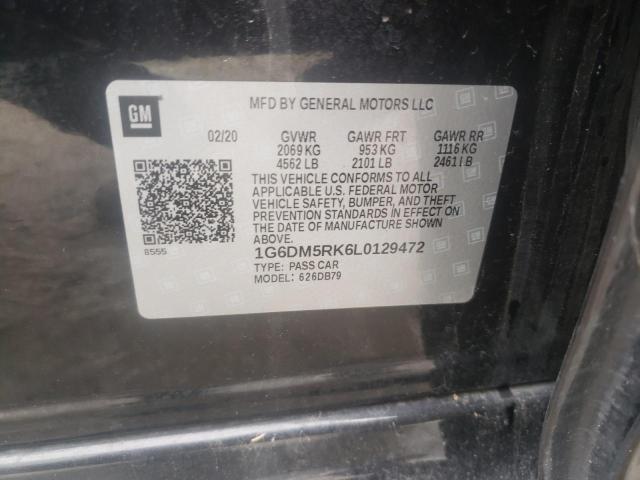 GM
MFD BY GENERAL MOTORS LLC
02/20 GVWR GAWR FRT GAWR RR
2069 KG 953 KG 1116 KG
4562 LB 2101 LB 2461 LB
THIS VEHICLE CONFORMS TO ALL
APPLICABLE U.S. FEDERAL MOTOR
VEHICLE SAFETY, BUMPER, AND THEFT
PREVENTION STANDARDS IN EFFECT ON
THE DATE OF MANUFACTURE SHOWN
ABOVE.
8555
1G6DM5RK6L0129472
TYPE: PASS CAR
MODEL: 626DB79